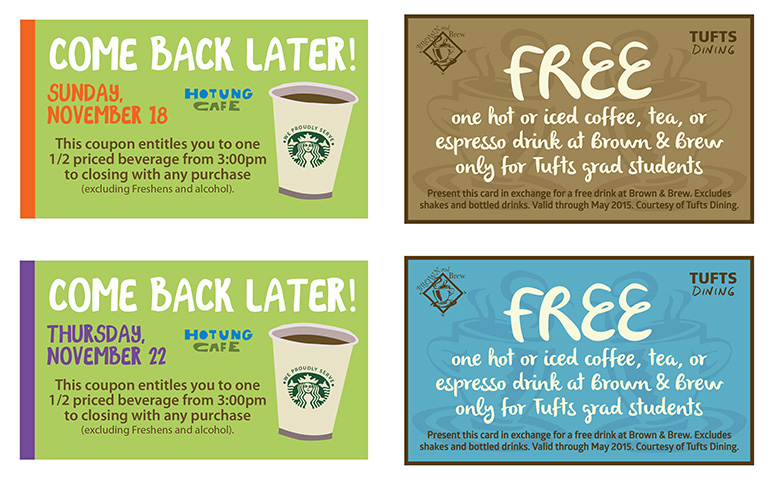 COME BACK LATER!
SUNDAY,
NOVEMBER 18
HOTUNG
CAFE
WE PROUDLY SERVE
This coupon entitles you to one
1/2 priced beverage from 3:00pm
to closing with any purchase
(excluding Freshens and alcohol).
BROWN and Brew
TUFTS
DINING
FREE
one hot or iced coffee, tea, or
espresso drink at Brown & Brew
only for Tufts grad students
Present this card in exchange for a free drink at Brown & Brew. Excludes
shakes and bottled drinks. Valid through May 2015. Courtesy of Tufts Dining.
COME BACK LATER!
THURSDAY,
NOVEMBER 22
HOTUNG
CAFE
WE PROUDLY SERVE
This coupon entitles you to one
1/2 priced beverage from 3:00pm
to closing with any purchase
(excluding Freshens and alcohol).
BROWN and Brew
TUFTS
DINING
FREE
one hot or iced coffee, tea, or
espresso drink at Brown & Brew
only for Tufts grad students
Present this card in exchange for a free drink at Brown & Brew. Excludes
shakes and bottled drinks. Valid through May 2015. Courtesy of Tufts Dining.